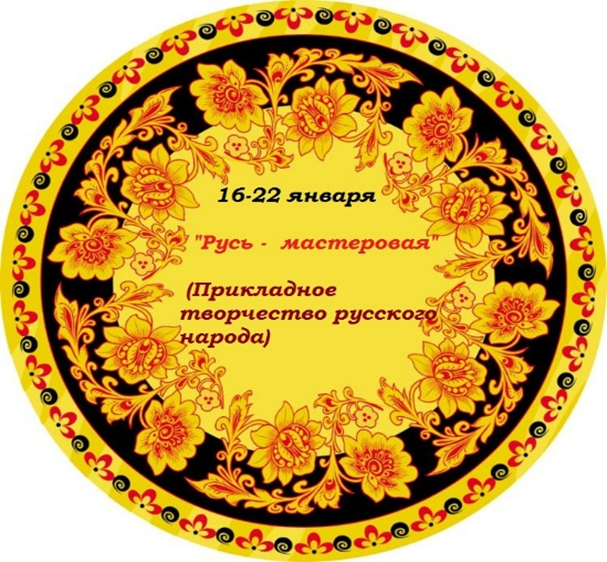 16-22 января
"Русь - мастеровая"
(Прикладное
творчество русского
народа)